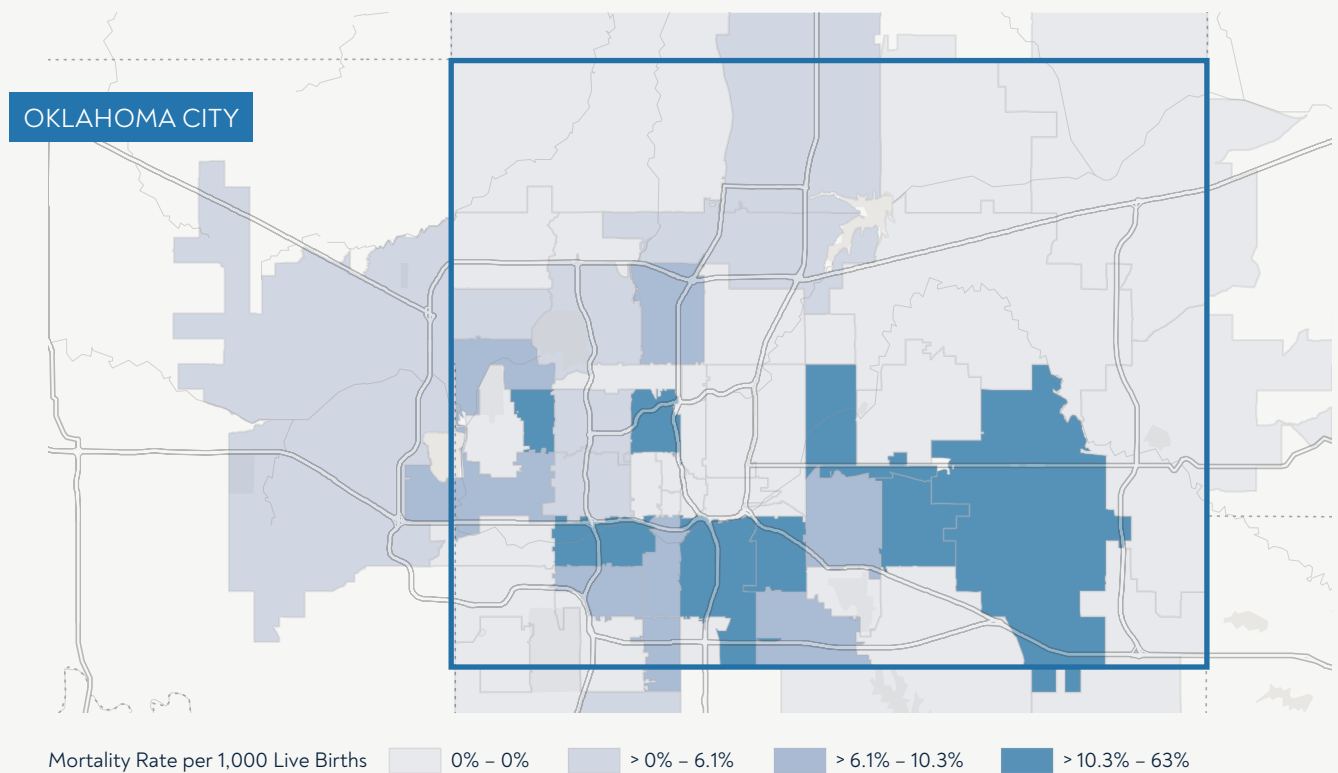 OKLAHOMA CITY
Mortality Rate per 1,000 Live Births 0% – 0% > 0% – 6.1% > 6.1% – 10.3% > 10.3% – 63%